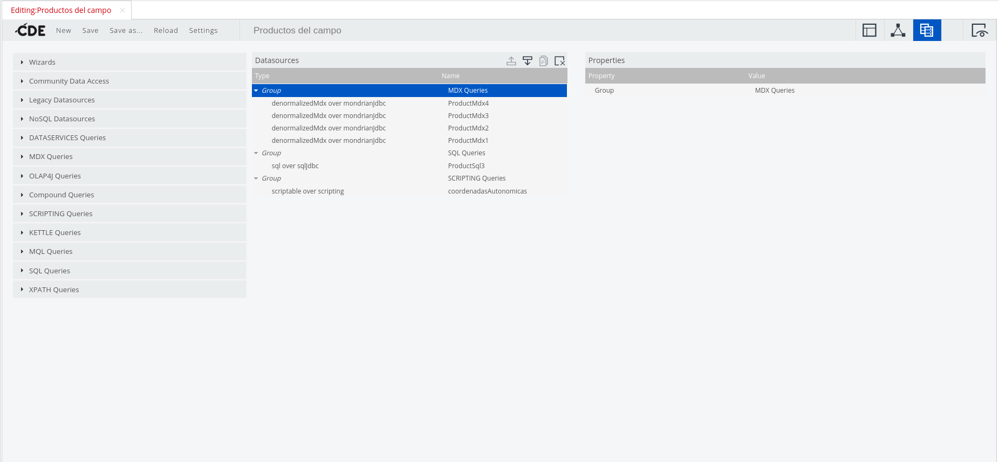 Editing:Productos del campo
CDE New Save Save as... Reload Settings Productos del campo
Wizards
Community Data Access
Legacy Datasources
NoSQL Datasources
DATASERVICES Queries
MDX Queries
OLAP4J Queries
Compound Queries
SCRIPTING Queries
KETTLE Queries
MQL Queries
SQL Queries
XPATH Queries
Datasources
Type Name
Group MDX Queries
denormalizedMdx over mondrianJdbc ProductMdx4
denormalizedMdx over mondrianJdbc ProductMdx3
denormalizedMdx over mondrianJdbc ProductMdx2
denormalizedMdx over mondrianJdbc ProductMdx1
Group SQL Queries
sql over sqlJdbc ProductSql3
Group SCRIPTING Queries
scriptable over scripting coordenadasAutonomicas
Properties
Property Value
Group MDX Queries